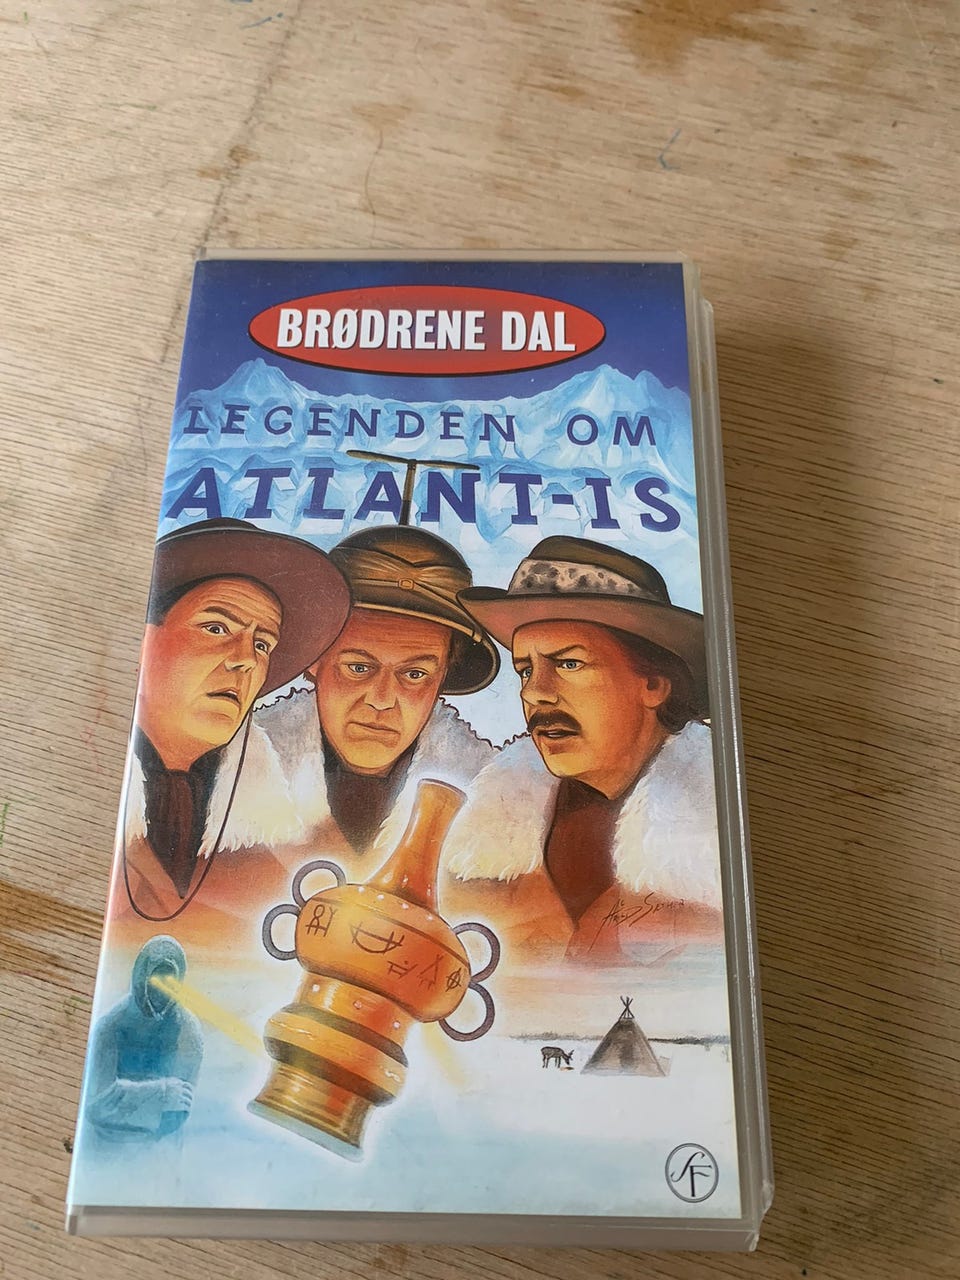 BRØDRENE DAL
LEGENDEN OM
ATLANT-IS
SF